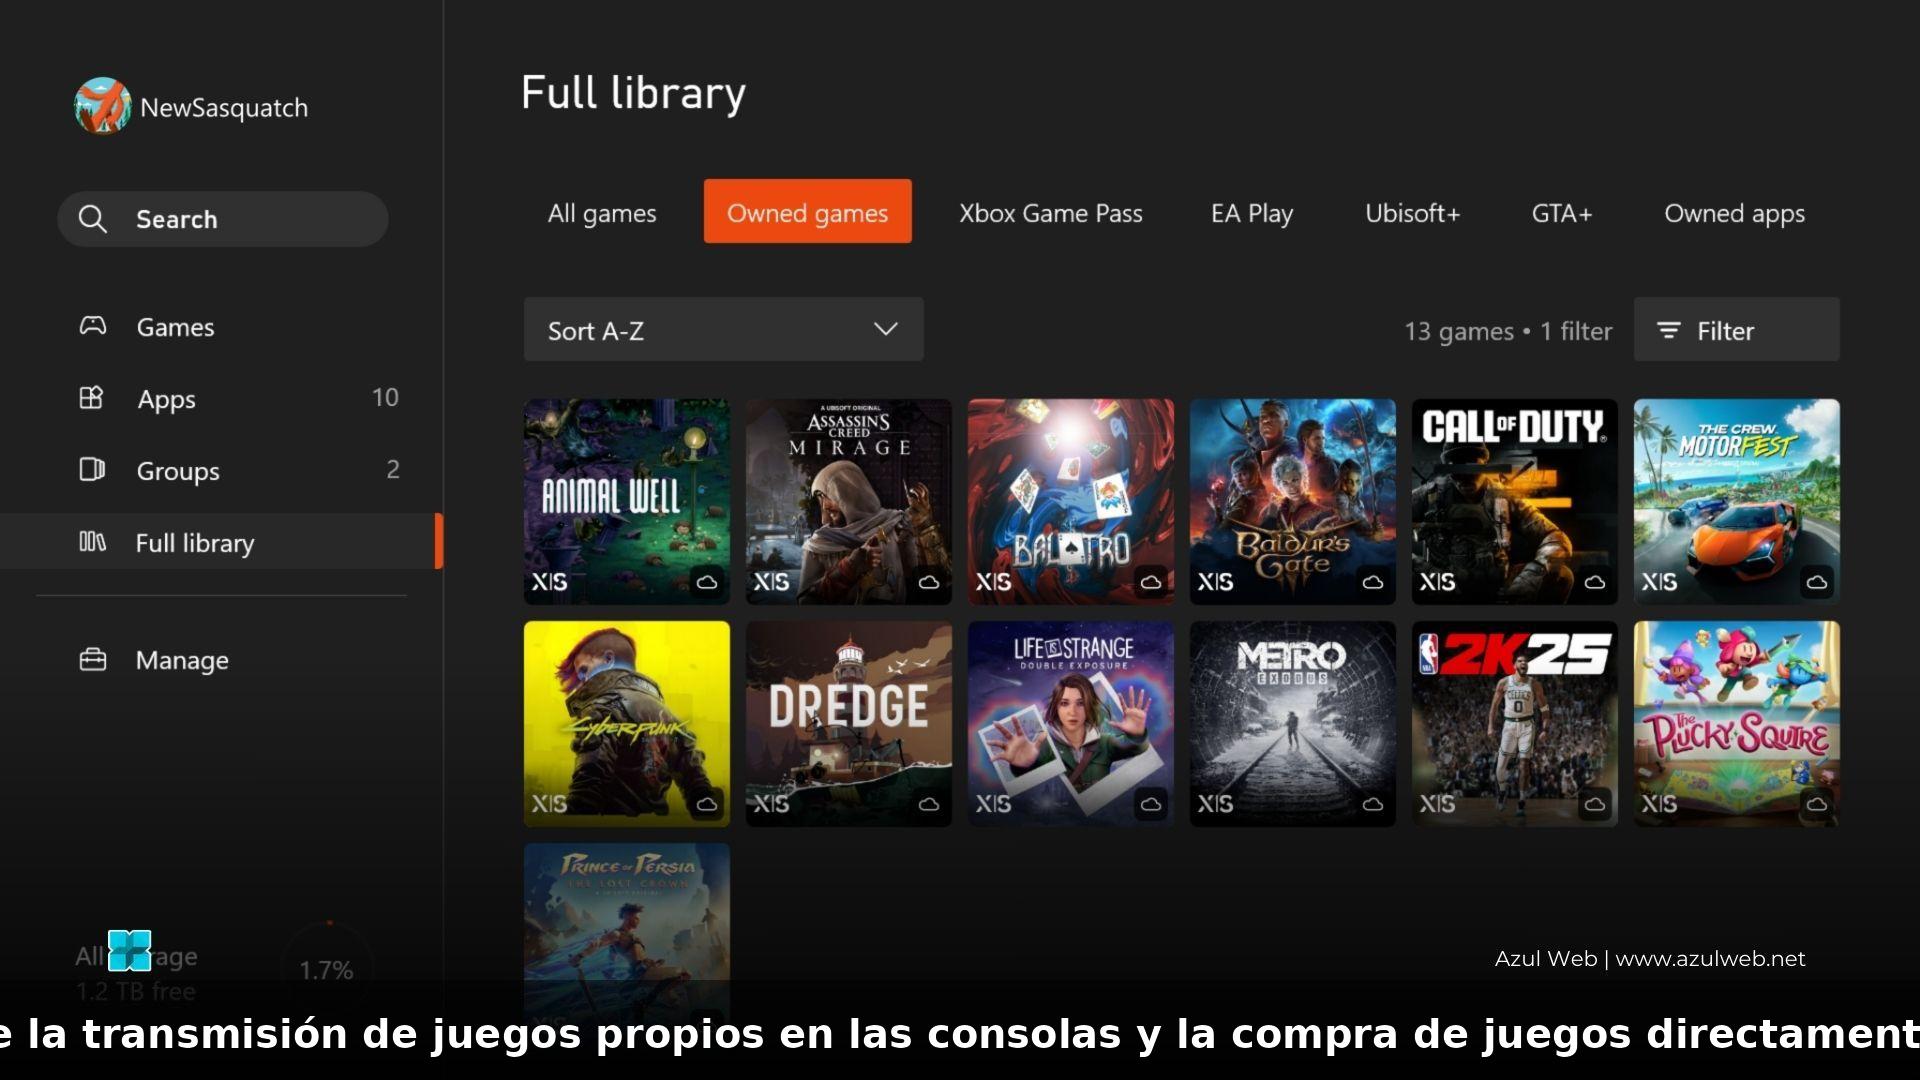 NewSasquatch
Search
Games
Apps 10
Groups 2
Full library
Manage
1.2 TB free
1.7%
Full library
All games Owned games Xbox Game Pass EA Play Ubisoft+ GTA+ Owned apps
Sort A-Z
13 games • 1 filter
Filter
ANIMAL WELL
X|S
A UBISOFT ORIGINAL
ASSASSIN'S
CREED
MIRAGE
X|S
BALATRO
X|S
BALDUR'S
GATE
X|S
CALL OF DUTY®
X|S
THE CREW
MOTORFEST
X|S
CYBERPUNK
X|S
DREDGE
X|S
LIFE IS STRANGE
DOUBLE EXPOSURE
X|S
METRO
EXODUS
X|S
NBA 2K25
CELTICS
0
X|S
The
Plucky Squire
X|S
PRINCE OF PERSIA
THE LOST CROWN
Azul Web | www.azulweb.net
e la transmisión de juegos propios en las consolas y la compra de juegos directament